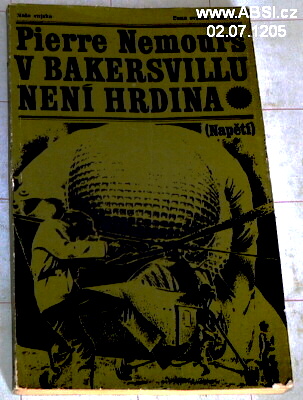 © www.ABSI.cz
02.07.1205
Naše vojsko
Pierre Nemours
V BAKERSVILLU
NENÍ HRDINA
(Napětí)